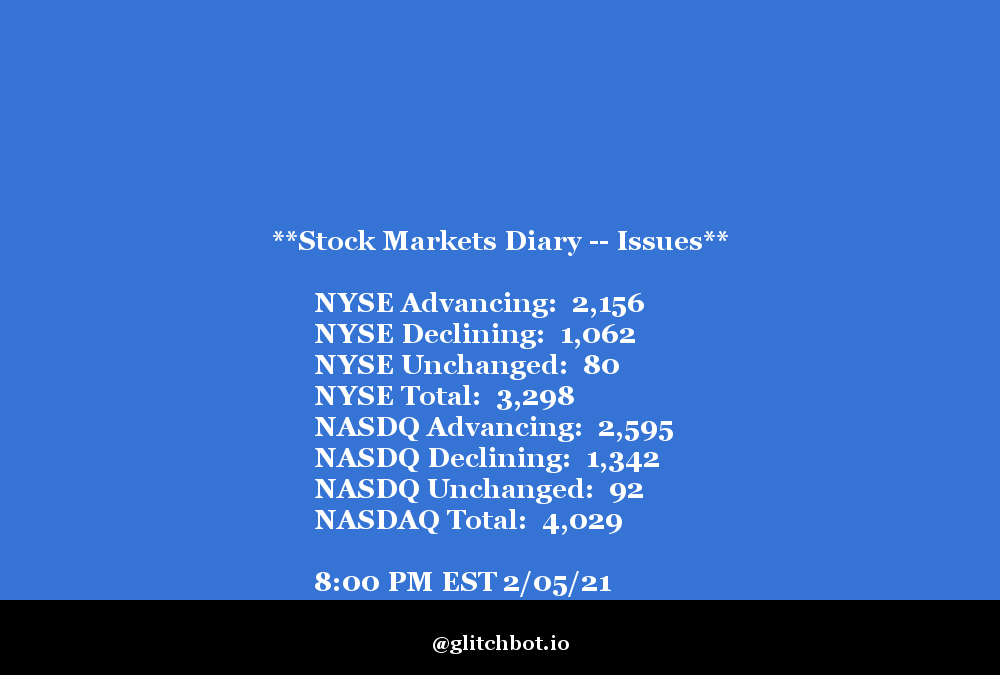 **Stock Markets Diary -- Issues**
NYSE Advancing: 2,156
NYSE Declining: 1,062
NYSE Unchanged: 80
NYSE Total: 3,298
NASDQ Advancing: 2,595
NASDQ Declining: 1,342
NASDQ Unchanged: 92
NASDAQ Total: 4,029
8:00 PM EST 2/05/21
@glitchbot.io